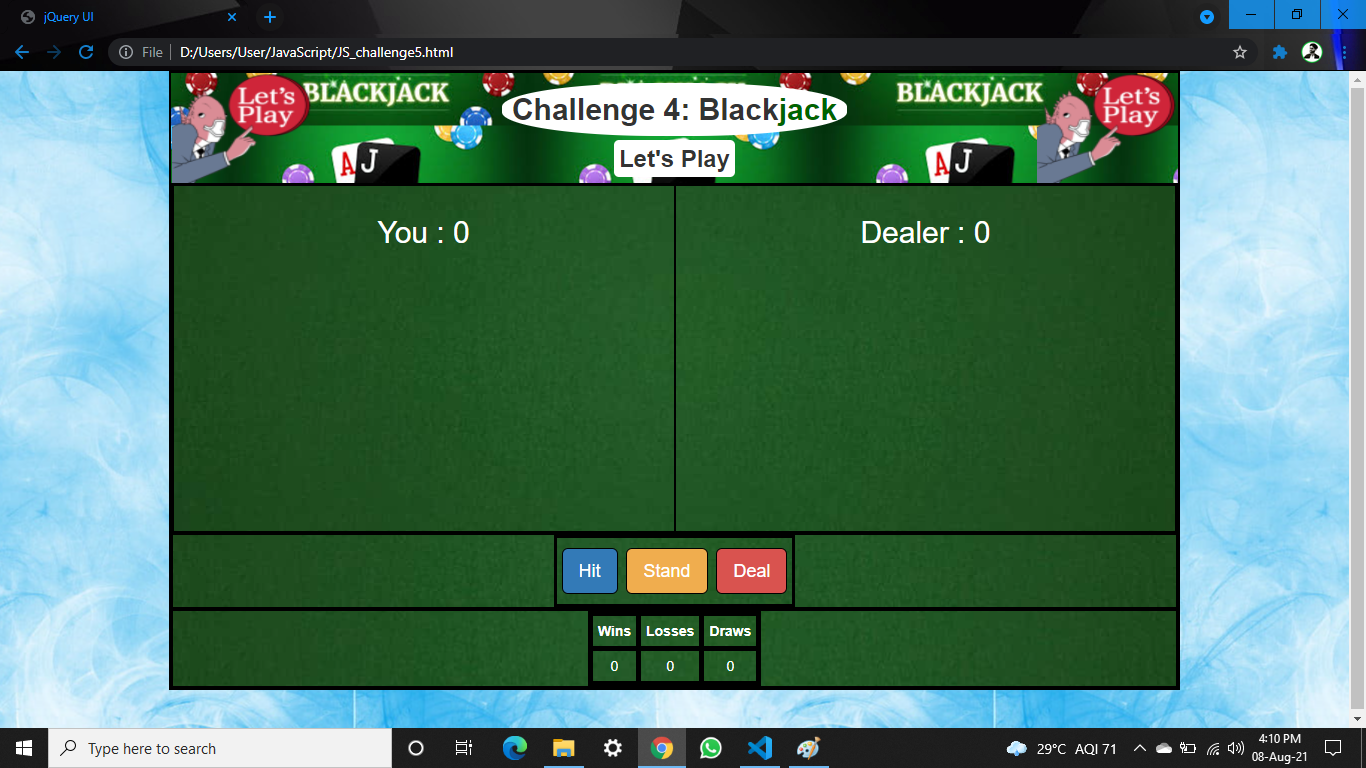 jQuery UI
File
D:/Users/User/JavaScript/JS_challenge5.html
Let's Play
BLACKJACK
BLACKJACK
Let's Play
Challenge 4: Blackjack
Let's Play
A J
A J
You : 0
Dealer : 0
Hit Stand Deal
Wins Losses Draws
0 0 0
Type here to search
29°C AQI 71
4:10 PM
08-Aug-21